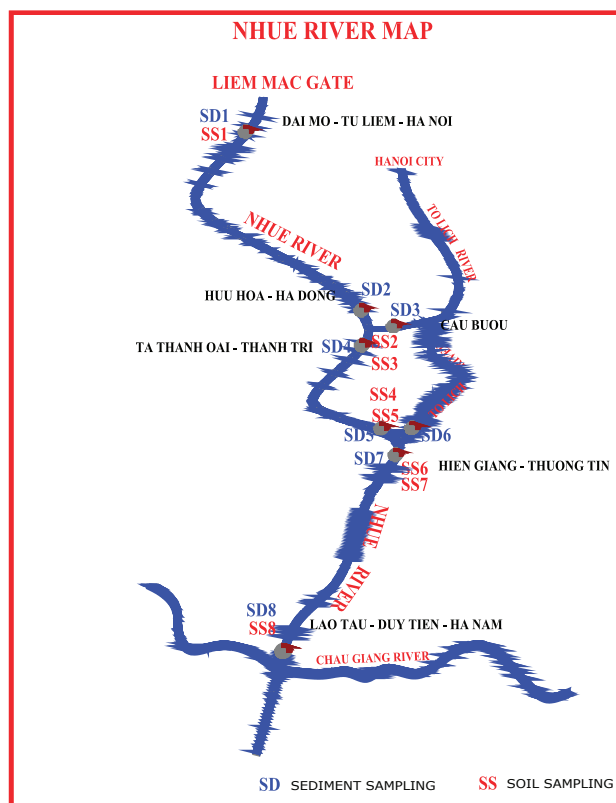 NHUE RIVER MAP
LIEM MAC GATE
SD1
SS1
DAI MO - TU LIEM - HA NOI
HANOI CITY
TO LICH RIVER
NHUE RIVER
SD2
HUU HOA - HA DONG
SD3
CAU BUOU
SS2
SD4
TA THANH OAI - THANH TRI
SS3
SS4
SS5
SD5
SD6
SD7
HIEN GIANG - THUONG TIN
SS6
SS7
NHUE
RIVER
SD8
SS8
LAO TAU - DUY TIEN - HA NAM
CHAU GIANG RIVER
SD SEDIMENT SAMPLING
SS SOIL SAMPLING